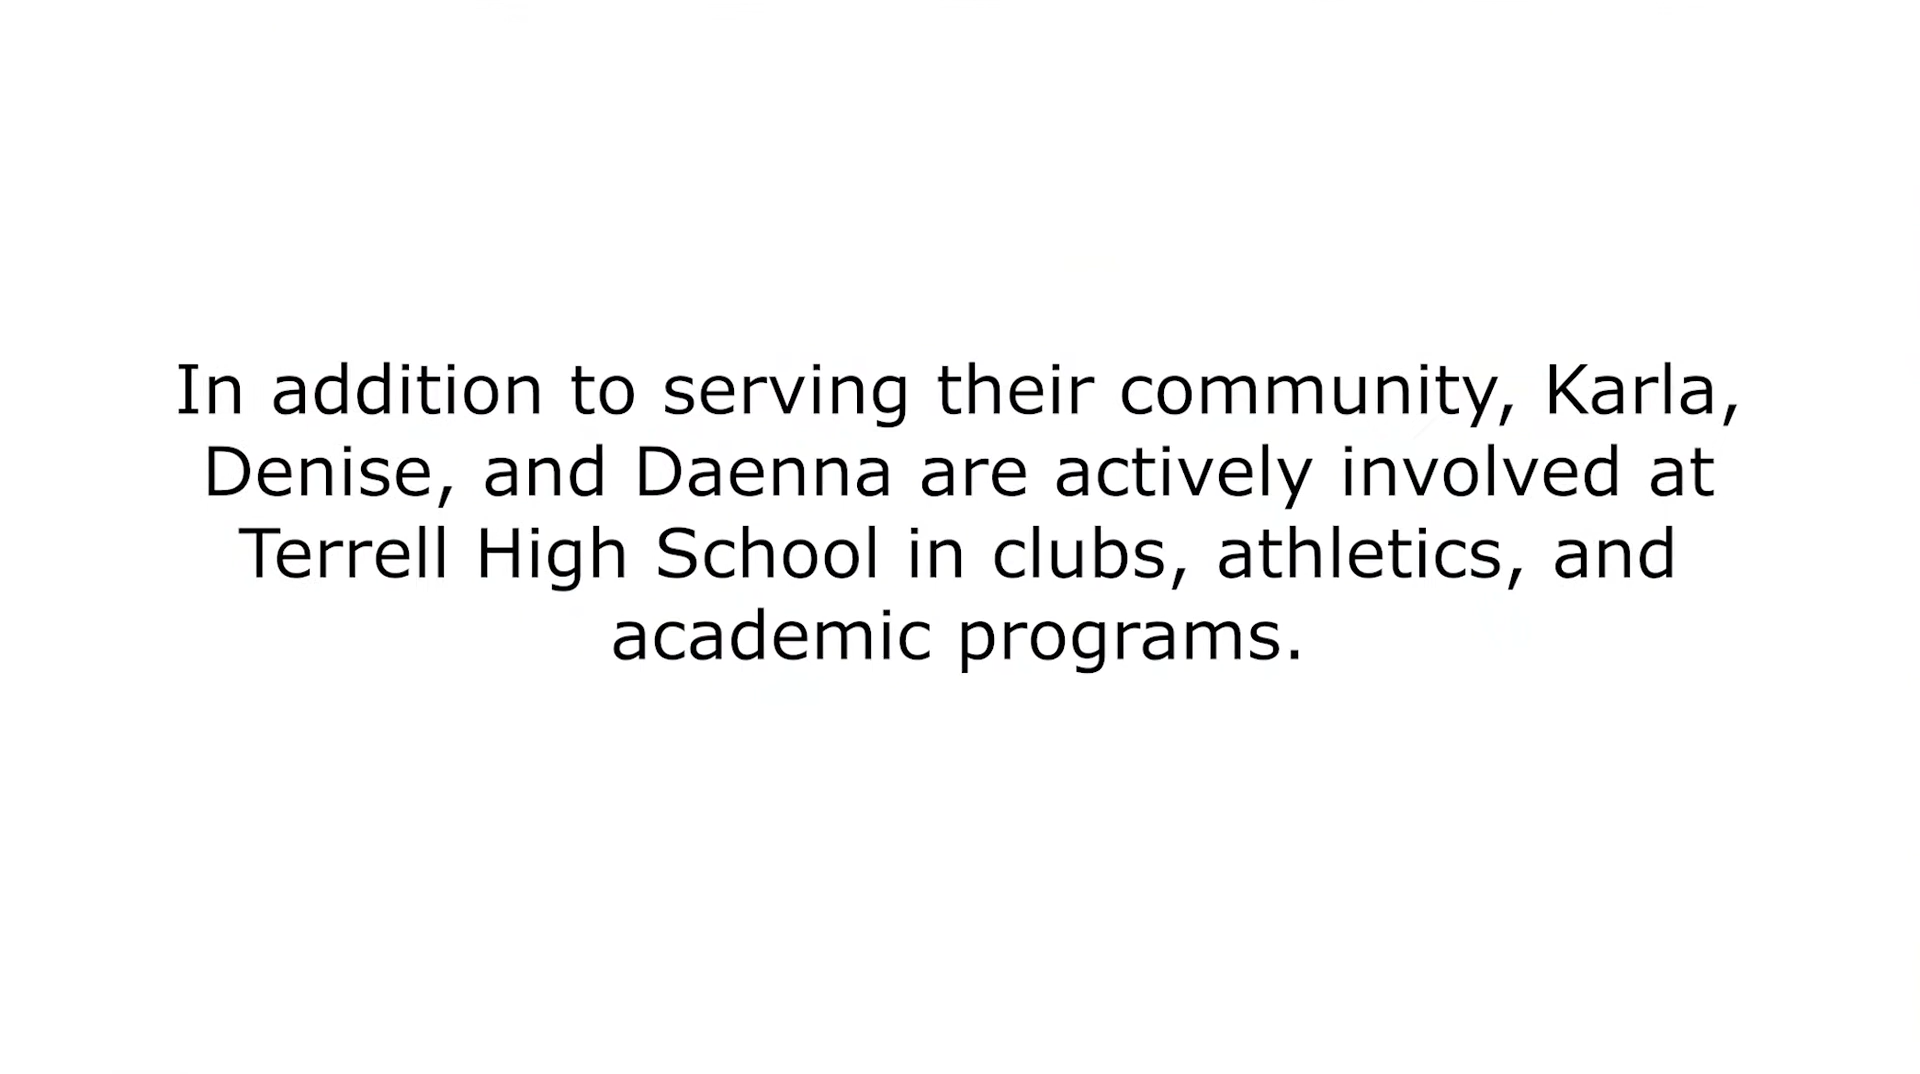 In addition to serving their community, Karla,
Denise, and Daenna are actively involved at
Terrell High School in clubs, athletics, and
academic programs.